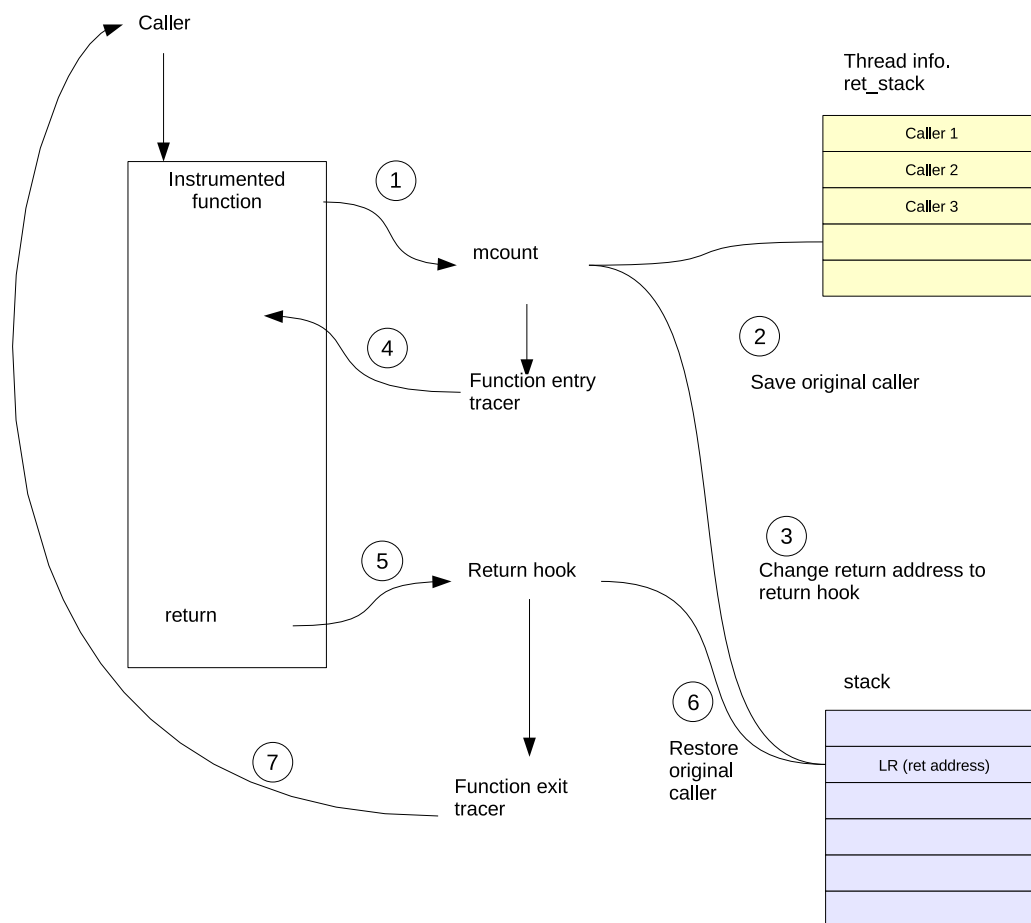 Caller
Thread info.
ret_stack
Caller 1
Instrumented
function
1
Caller 2
Caller 3
mcount
2
4
Function entry
tracer
Save original caller
3
5
Return hook
Change return address to
return hook
return
stack
6
Restore
original
caller
7
LR (ret address)
Function exit
tracer